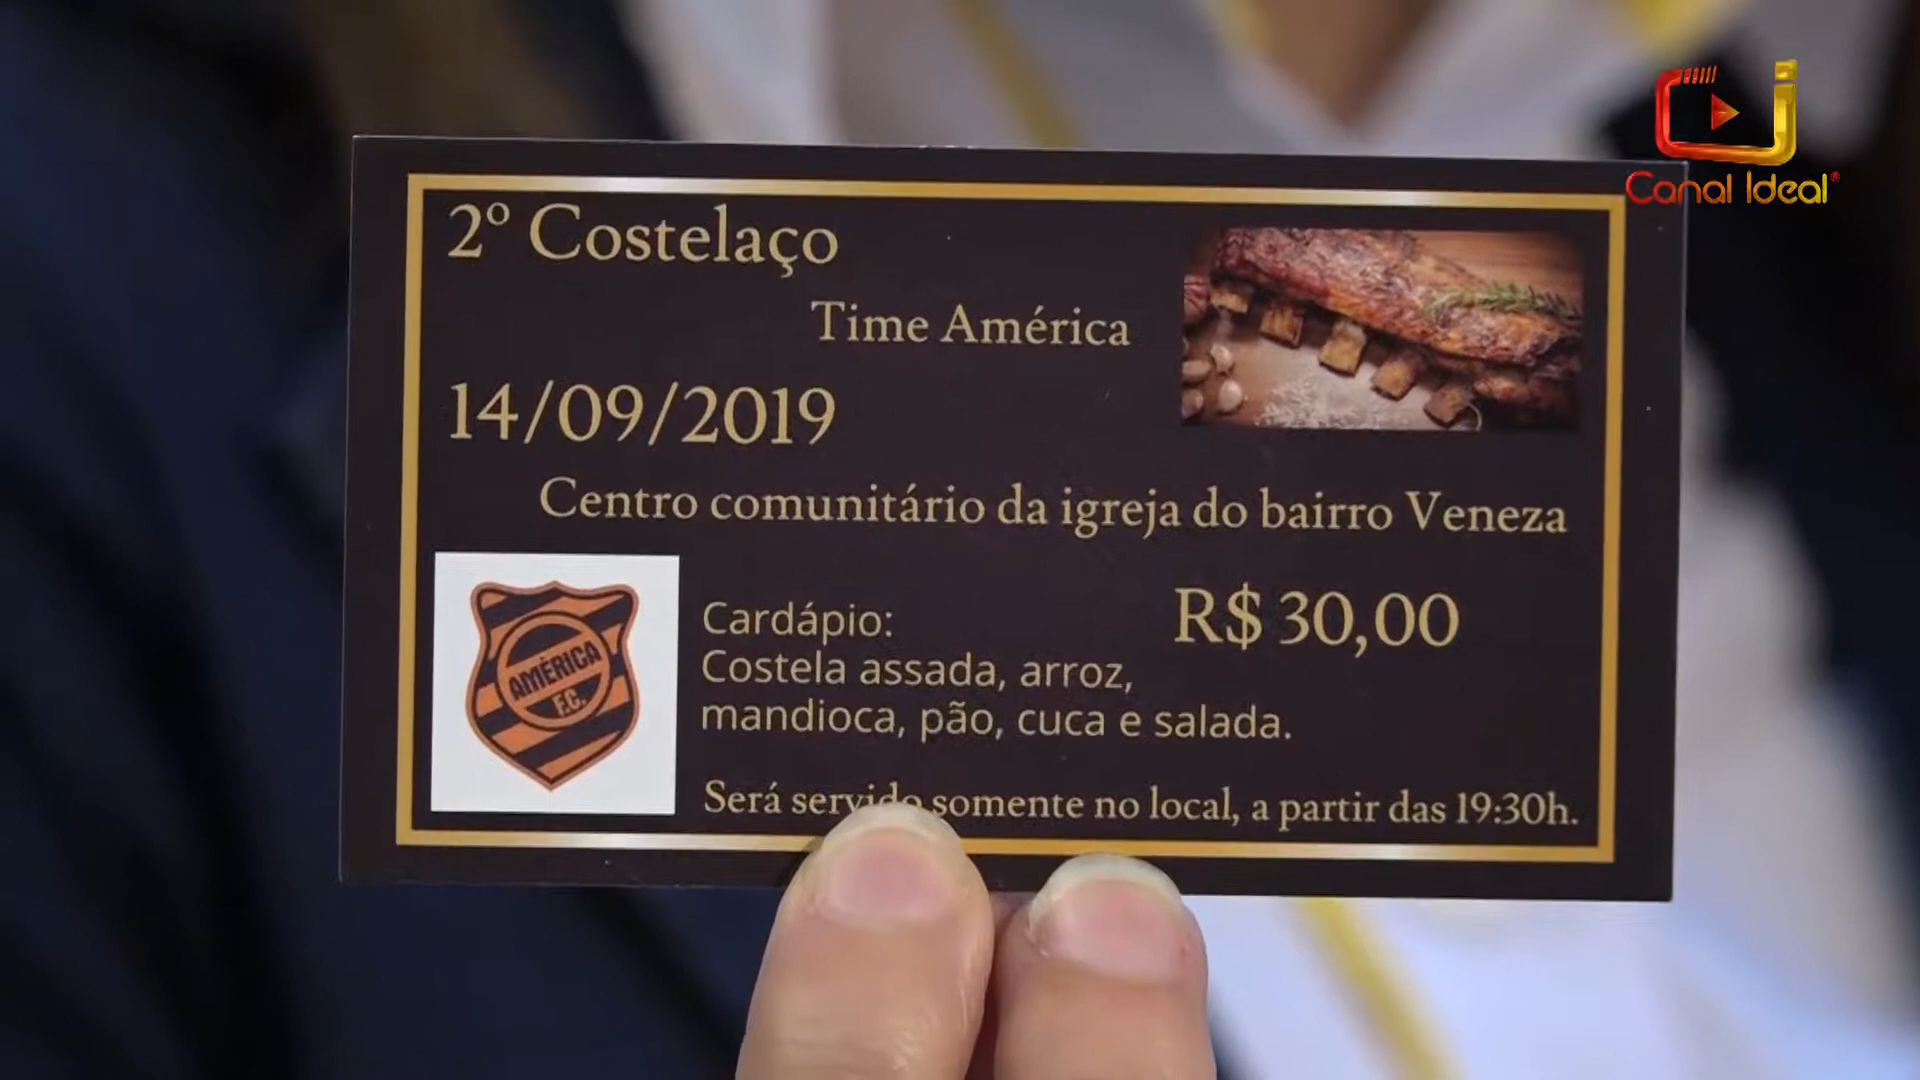 Canal Ideal®
2º Costelaço
Time América
14/09/2019
Centro comunitário da igreja do bairro Veneza
AMÉRICA
F.C.
R$ 30,00
Cardápio:
Costela assada, arroz,
mandioca, pão, cuca e salada.
Será servido somente no local, a partir das 19:30h.